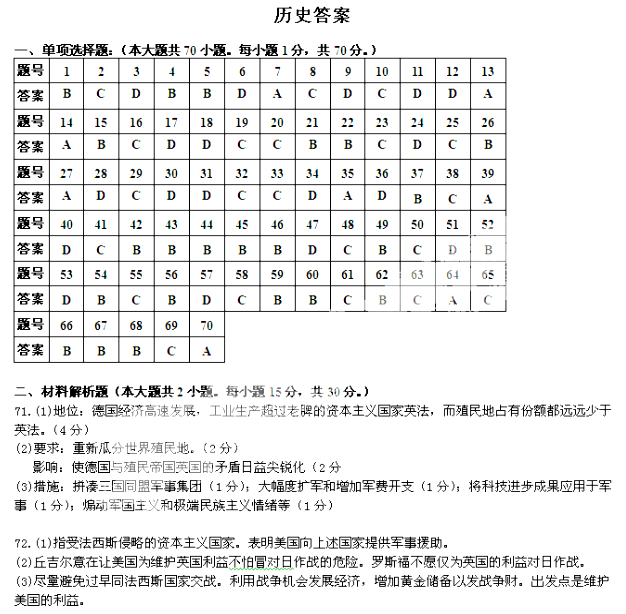 历史答案
一、单项选择题:(本大题共70小题。每小题1分，共70分。)
题号 1 2 3 4 5 6 7 8 9 10 11 12 13
答案 B C D B B D A C D C D D A
题号 14 15 16 17 18 19 20 21 22 23 24 25 26
答案 A B C D D C C B B C D C B
题号 27 28 29 30 31 32 33 34 35 36 37 38 39
答案 A D C D D C C D A D B C A
题号 40 41 42 43 44 45 46 47 48 49 50 51 52
答案 D C B B B B B D C B C D B
题号 53 54 55 56 57 58 59 60 61 62 63 64 65
答案 D B C B D C B B C B C A C
题号 66 67 68 69 70
答案 B B B C A
二、材料解析题(本大题共2小题。每小题15分，共30分。)
71.(1)地位：德国经济高速发展，工业生产超过老牌的资本主义国家英法，而殖民地占有份额都远远少于
英法。(4分)
(2)要求：重新瓜分世界殖民地。(2分)
影响：使德国与殖民帝国英国的矛盾日益尖锐化(2分
(3)措施：拼凑三国同盟军事集团(1分)；大幅度扩军和增加军费开支(1分)；将科技进步成果应用于军
事(1分)；煽动军国主义和极端民族主义情绪等(1分)
72.(1)指受法西斯侵略的资本主义国家。表明美国向上述国家提供军事援助。
(2)丘吉尔意在让美国为维护英国利益不怕冒对日作战的危险。罗斯福不愿仅为英国的利益对日作战。
(3)尽量避免过早同法西斯国家交战。利用战争机会发展经济，增加黄金储备以发战争财。出发点是维护
美国的利益。